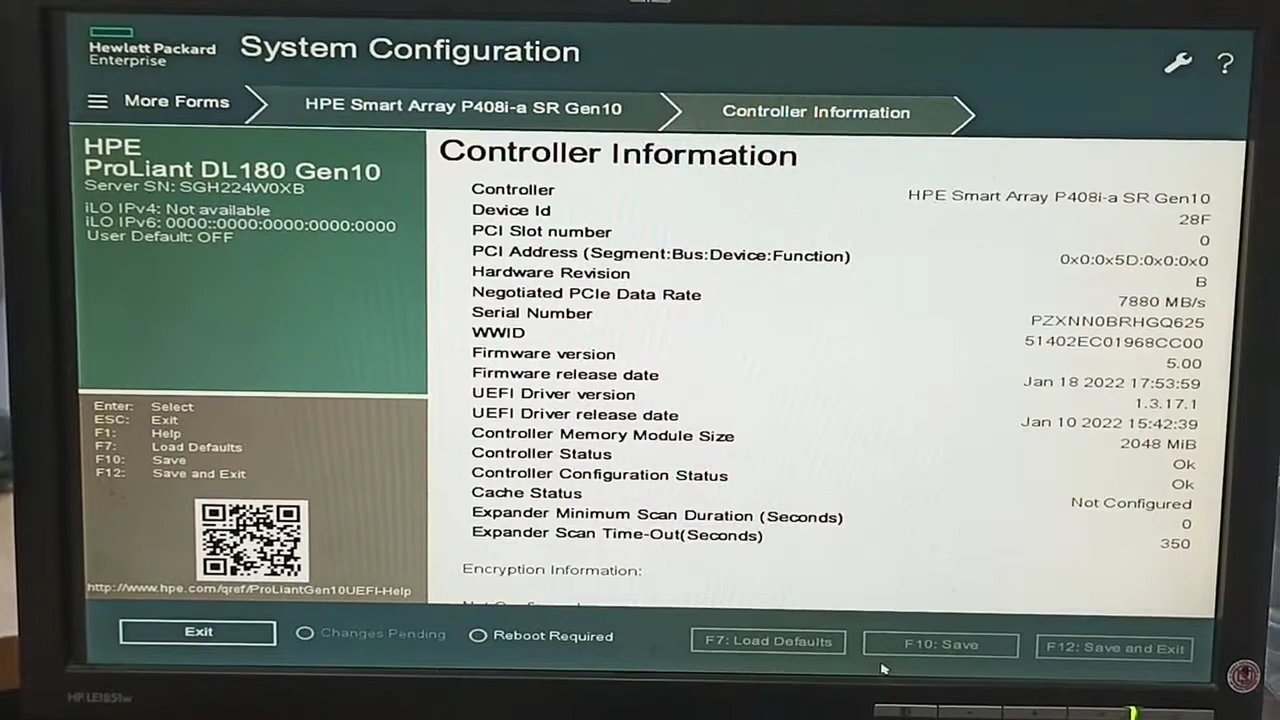 Hewlett Packard
Enterprise
System Configuration
?
More Forms
HPE Smart Array P408i-a SR Gen10
Controller Information
HPE
ProLiant DL180 Gen10
Server SN: SGH224W0XB
iLO IPv4: Not available
iLO IPv6: 0000::0000:0000:0000:0000
User Default: OFF
Enter: Select
ESC: Exit
F1: Help
F7: Load Defaults
F10: Save
F12: Save and Exit
http://www.hpe.com/qref/ProLiantGen10UEFI-Help
Controller Information
Controller HPE Smart Array P408i-a SR Gen10
Device Id 28F
PCI Slot number 0
PCI Address (Segment:Bus:Device:Function) 0x0:0x5D:0x0:0x0
Hardware Revision B
Negotiated PCIe Data Rate 7880 MB/s
Serial Number PZXNN0BRHGQ625
WWID 51402EC01968CC00
Firmware version 5.00
Firmware release date Jan 18 2022 17:53:59
UEFI Driver version 1.3.17.1
UEFI Driver release date Jan 10 2022 15:42:39
Controller Memory Module Size 2048 MiB
Controller Status Ok
Controller Configuration Status Ok
Cache Status Not Configured
Expander Minimum Scan Duration (Seconds) 0
Expander Scan Time-Out(Seconds) 350
Encryption Information:
Exit
Changes Pending
Reboot Required
F7: Load Defaults
F10: Save
F12: Save and Exit
HP LE1851w